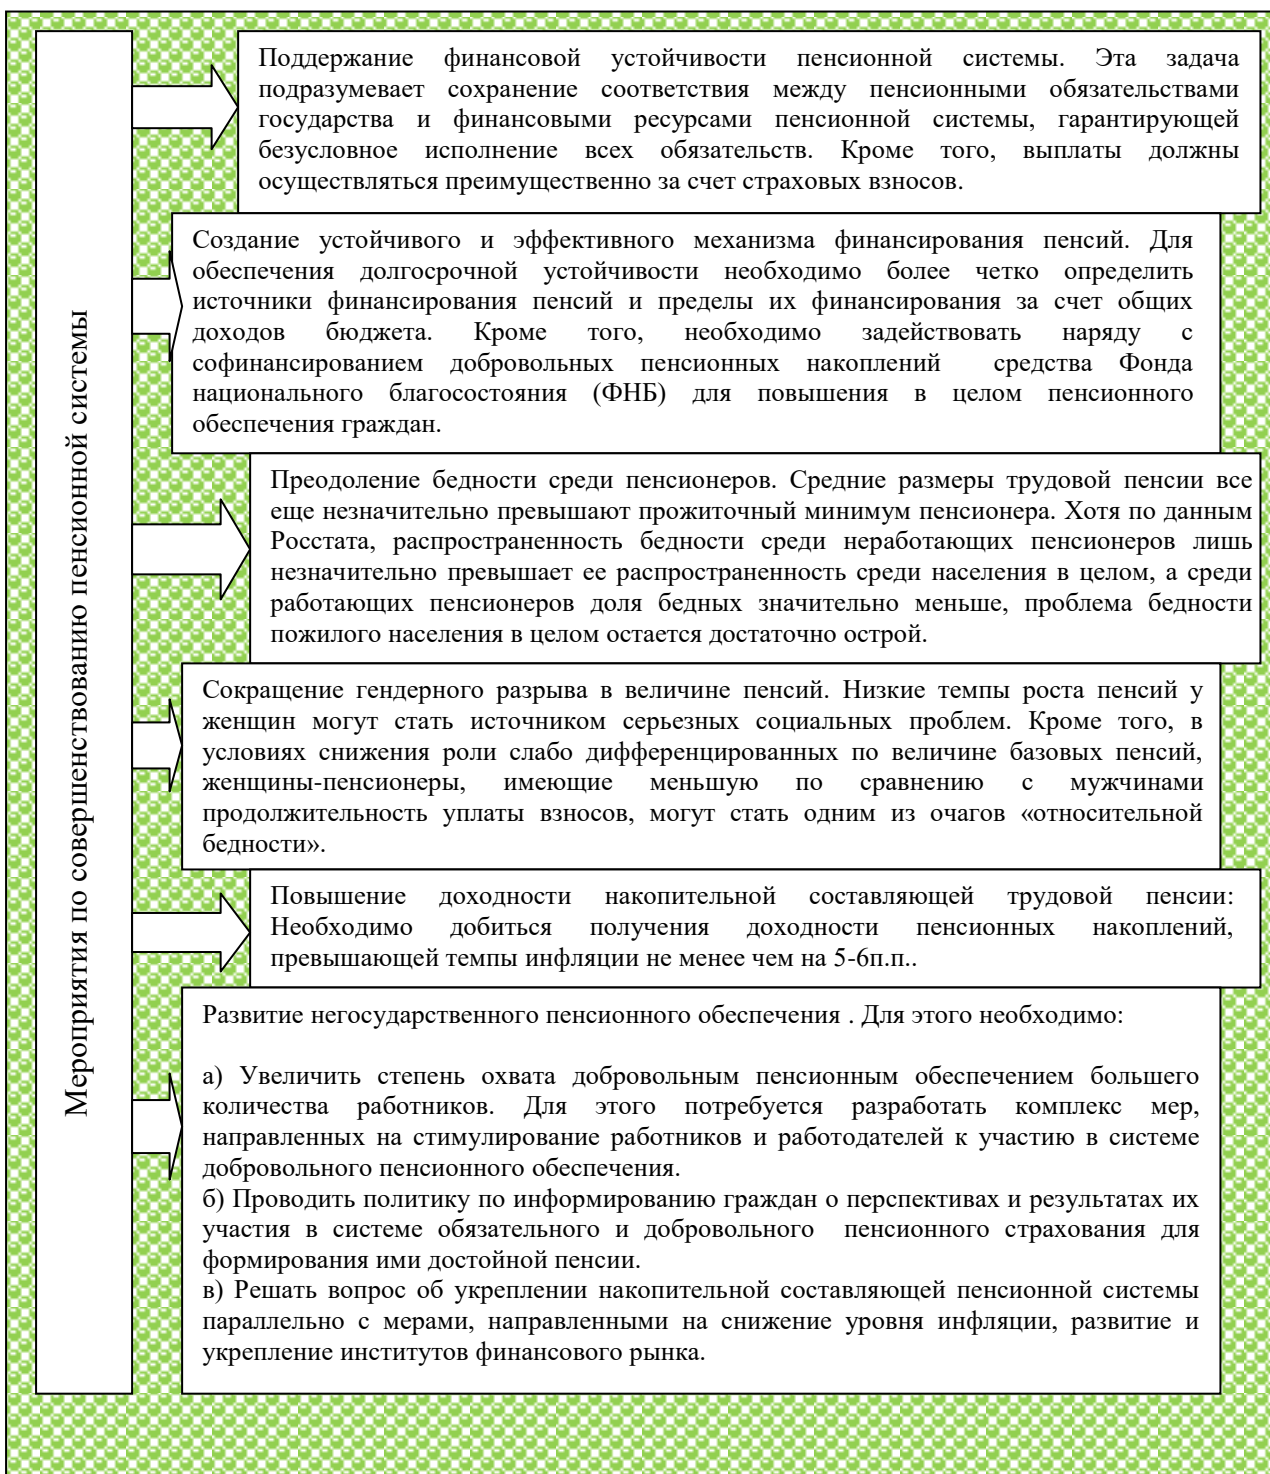 Мероприятия по совершенствованию пенсионной системы
Поддержание финансовой устойчивости пенсионной системы. Эта задача
подразумевает сохранение соответствия между пенсионными обязательствами
государства и финансовыми ресурсами пенсионной системы, гарантирующей
безусловное исполнение всех обязательств. Кроме того, выплаты должны
осуществляться преимущественно за счет страховых взносов.
Создание устойчивого и эффективного механизма финансирования пенсий. Для
обеспечения долгосрочной устойчивости необходимо более четко определить
источники финансирования пенсий и пределы их финансирования за счет общих
доходов бюджета. Кроме того, необходимо задействовать наряду с
софинансированием добровольных пенсионных накоплений средства Фонда
национального благосостояния (ФНБ) для повышения в целом пенсионного
обеспечения граждан.
Преодоление бедности среди пенсионеров. Средние размеры трудовой пенсии все
еще незначительно превышают прожиточный минимум пенсионера. Хотя по данным
Росстата, распространенность бедности среди неработающих пенсионеров лишь
незначительно превышает ее распространенность среди населения в целом, а среди
работающих пенсионеров доля бедных значительно меньше, проблема бедности
пожилого населения в целом остается достаточно острой.
Сокращение гендерного разрыва в величине пенсий. Низкие темпы роста пенсий у
женщин могут стать источником серьезных социальных проблем. Кроме того, в
условиях снижения роли слабо дифференцированных по величине базовых пенсий,
женщины-пенсионеры, имеющие меньшую по сравнению с мужчинами
продолжительность уплаты взносов, могут стать одним из очагов «относительной
бедности».
Повышение доходности накопительной составляющей трудовой пенсии:
Необходимо добиться получения доходности пенсионных накоплений,
превышающей темпы инфляции не менее чем на 5-6п.п..
Развитие негосударственного пенсионного обеспечения . Для этого необходимо:
а) Увеличить степень охвата добровольным пенсионным обеспечением большего
количества работников. Для этого потребуется разработать комплекс мер,
направленных на стимулирование работников и работодателей к участию в системе
добровольного пенсионного обеспечения.
б) Проводить политику по информированию граждан о перспективах и результатах их
участия в системе обязательного и добровольного пенсионного страхования для
формирования ими достойной пенсии.
в) Решать вопрос об укреплении накопительной составляющей пенсионной системы
параллельно с мерами, направленными на снижение уровня инфляции, развитие и
укрепление институтов финансового рынка.